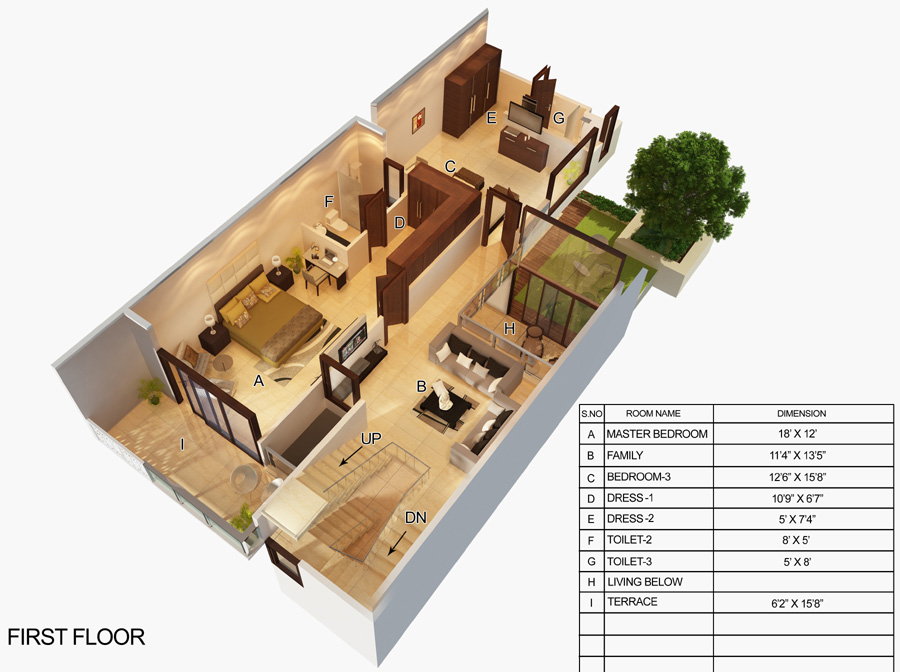 E
G
C
F
D
H
A
B
I
UP
DN
S.NO ROOM NAME DIMENSION
A MASTER BEDROOM 18' X 12'
B FAMILY 11'4" X 13'5"
C BEDROOM-3 12'6" X 15'8"
D DRESS-1 10'9" X 6'7"
E DRESS-2 5' X 7'4"
F TOILET-2 8' X 5'
G TOILET-3 5' X 8'
H LIVING BELOW
I TERRACE 6'2" X 15'8"
FIRST FLOOR